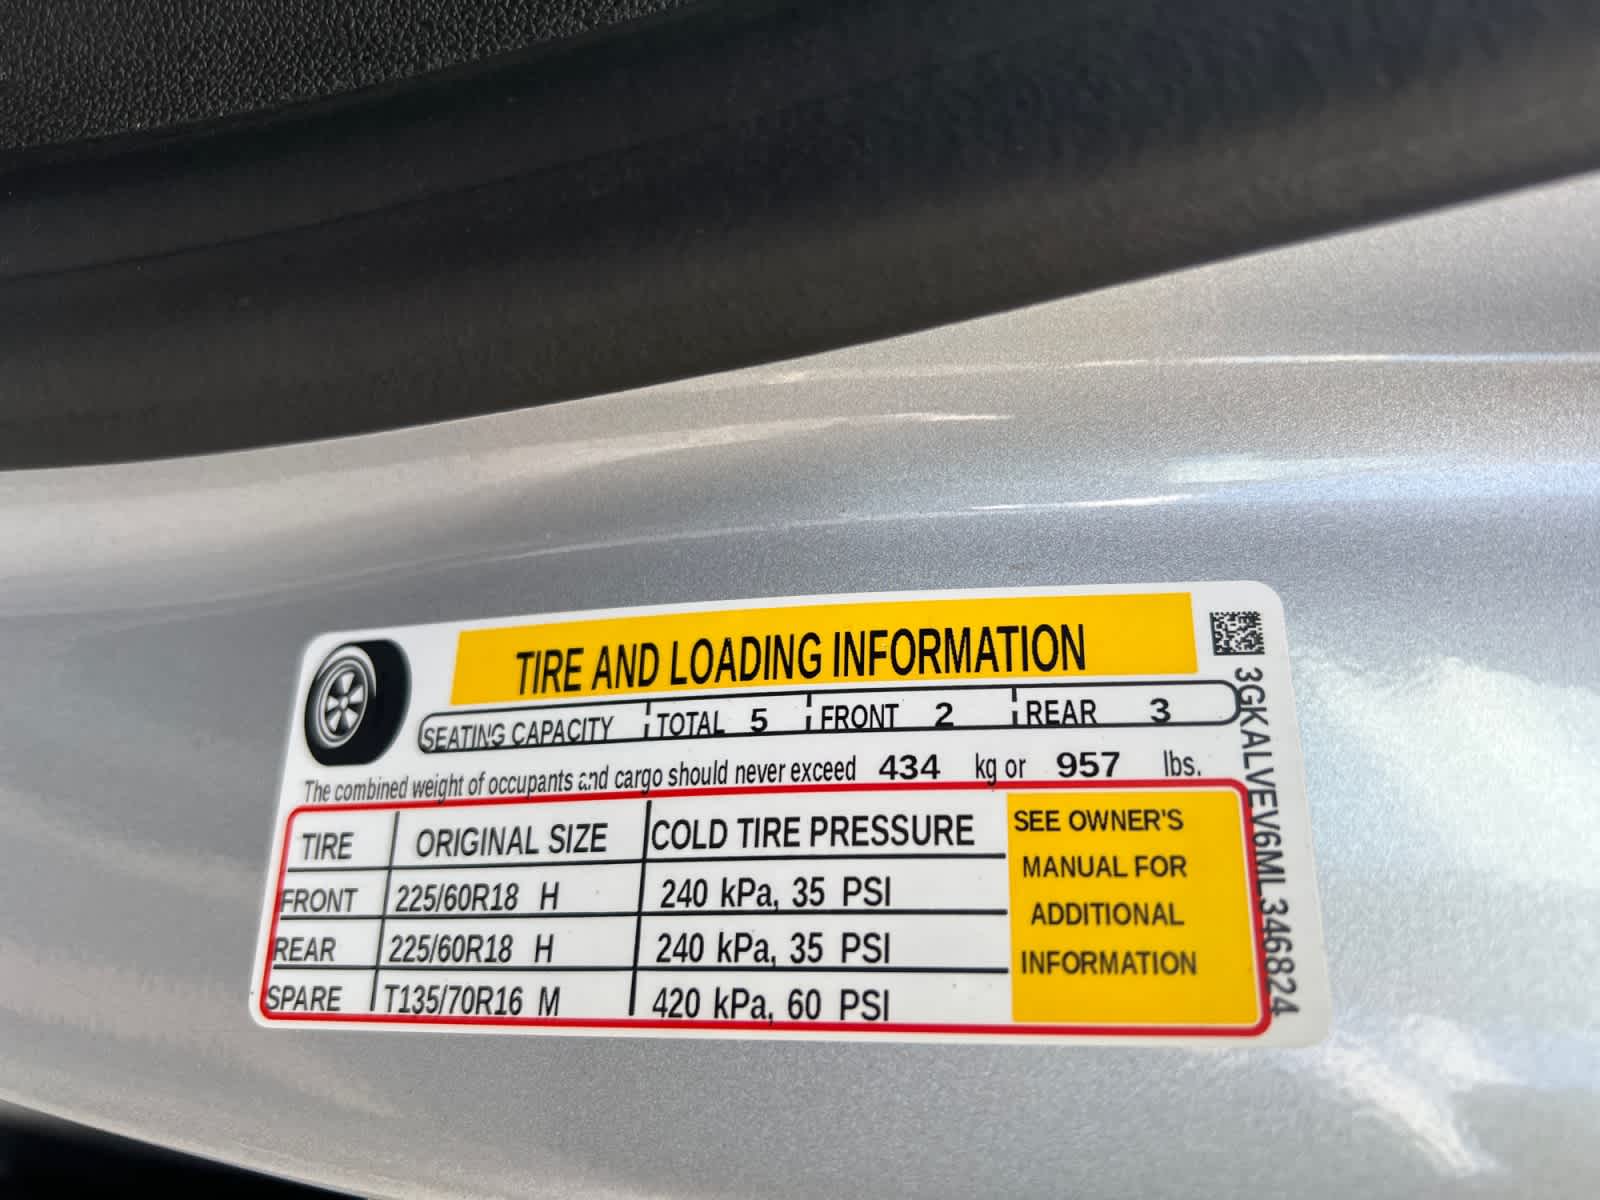 TIRE AND LOADING INFORMATION
SEATING CAPACITY TOTAL 5 FRONT 2 REAR 3
The combined weight of occupants and cargo should never exceed 434 kg or 957 lbs.
TIRE ORIGINAL SIZE COLD TIRE PRESSURE
FRONT 225/60R18 H 240 kPa, 35 PSI
REAR 225/60R18 H 240 kPa, 35 PSI
SPARE T135/70R16 M 420 kPa, 60 PSI
SEE OWNER'S
MANUAL FOR
ADDITIONAL
INFORMATION
3GKALVEV6ML346824